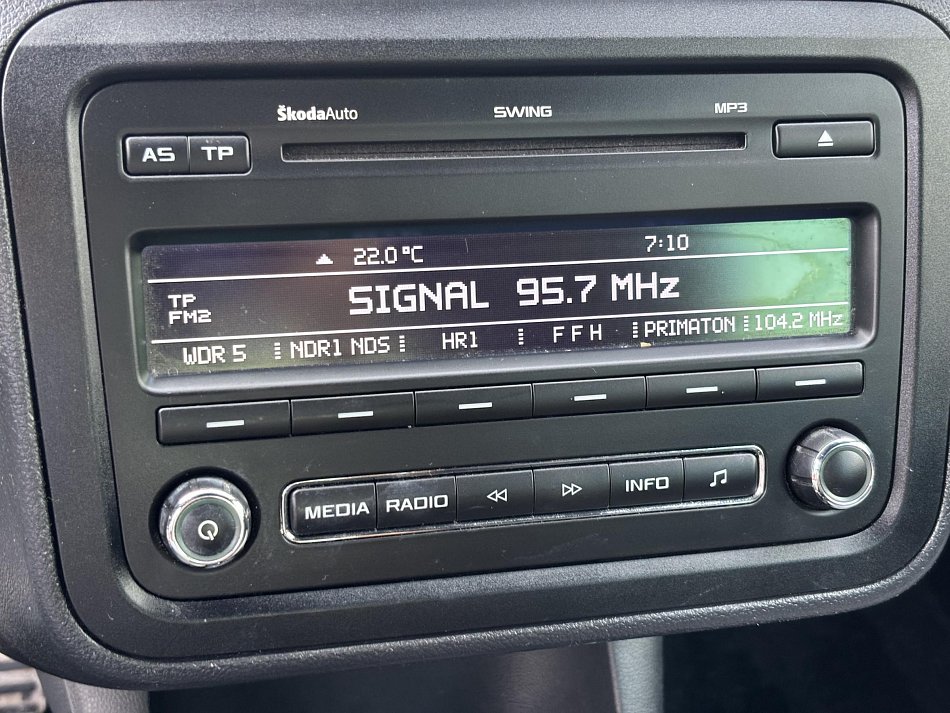 ŠkodaAuto SWING MP3
AS TP
22.0 °C 7:10
TP
FM2
SIGNAL 95.7 MHz
WDR 5 NDR1 NDS HR1 F F H PRIMATON 104.2 MHz
MEDIA RADIO INFO